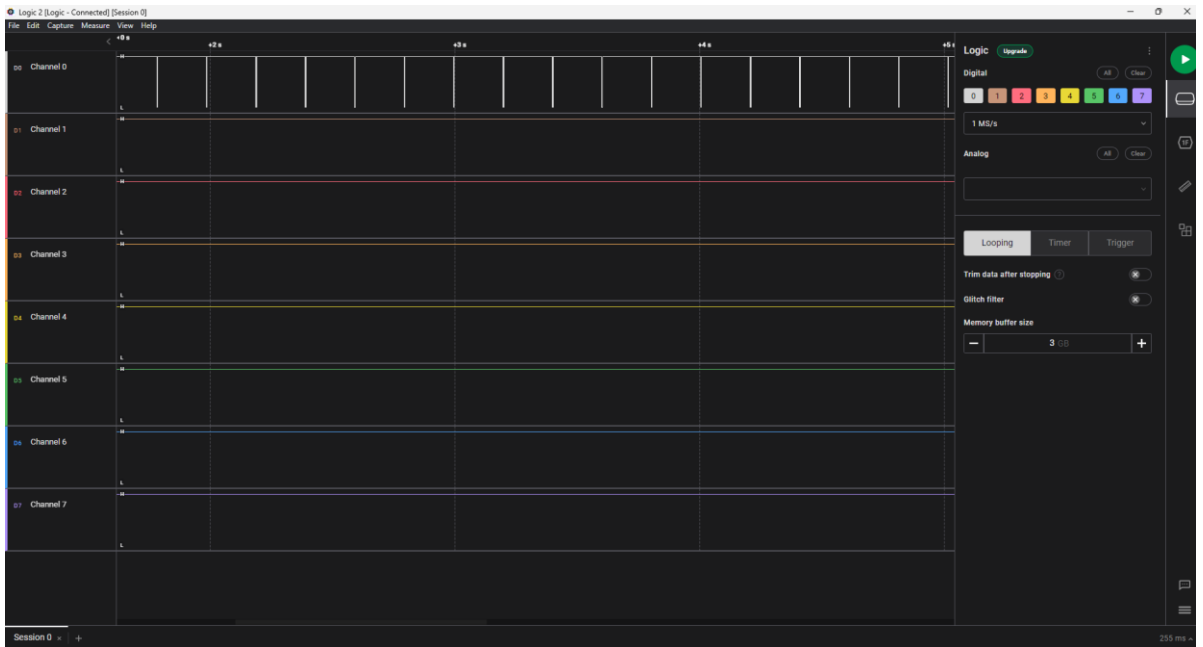 Logic 2 [Logic - Connected] [Session 0]
File Edit Capture Measure View Help
+0 s
+2 s +3 s +4 s +5 s
D0 Channel 0
H
L
D1 Channel 1
H
L
D2 Channel 2
H
L
D3 Channel 3
H
L
D4 Channel 4
H
L
D5 Channel 5
H
L
D6 Channel 6
H
L
D7 Channel 7
H
L
Logic Upgrade
Digital All Clear
0 1 2 3 4 5 6 7
1 MS/s
Analog All Clear
Looping Timer Trigger
Trim data after stopping ?
Glitch filter
Memory buffer size
3 GB
1F
Session 0 × +
255 ms